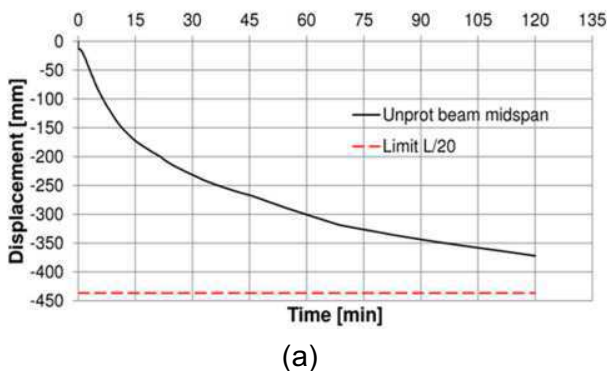 0 15 30 45 60 75 90 105 120 135
0
-50
-100
-150
-200
-250
-300
-350
-400
-450
Displacement [mm]
Unprot beam midspan
Limit L/20
Time [min]
(a)